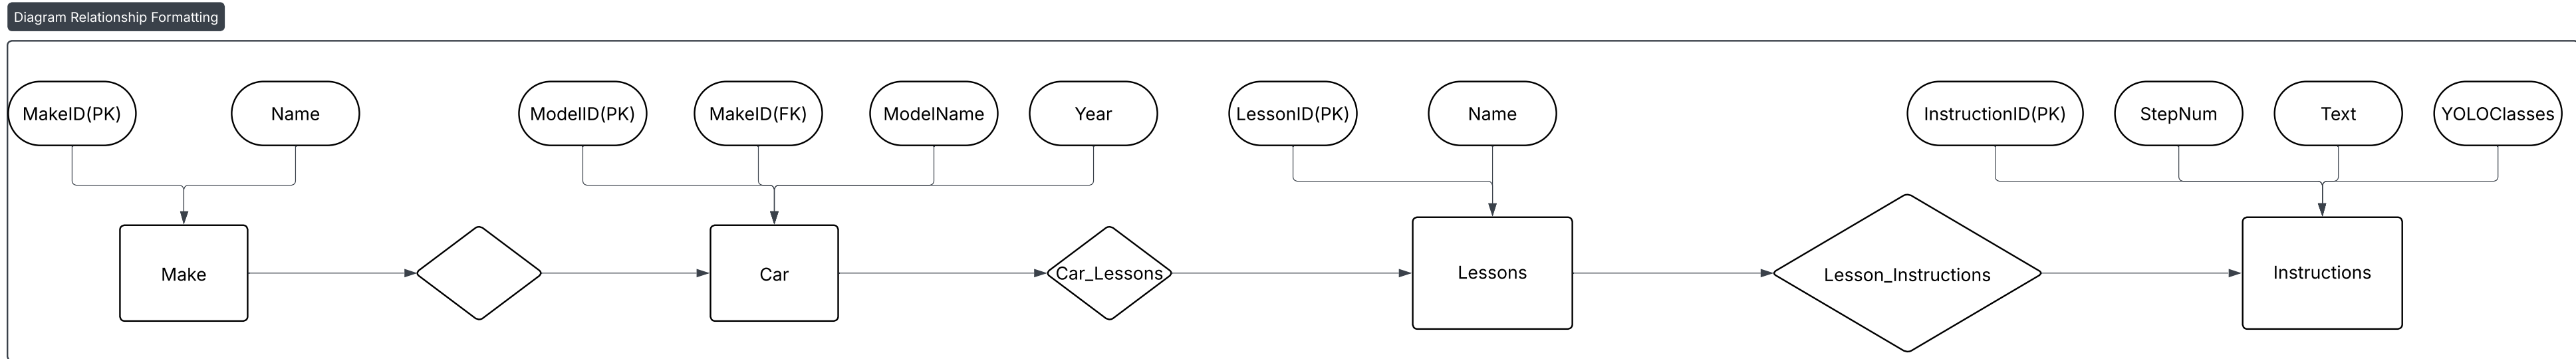 Diagram Relationship Formatting
MakeID(PK)
Name
ModelID(PK)
MakeID(FK)
ModelName
Year
LessonID(PK)
Name
InstructionID(PK)
StepNum
Text
YOLOClasses
Make
Car
Car_Lessons
Lessons
Lesson_Instructions
Instructions